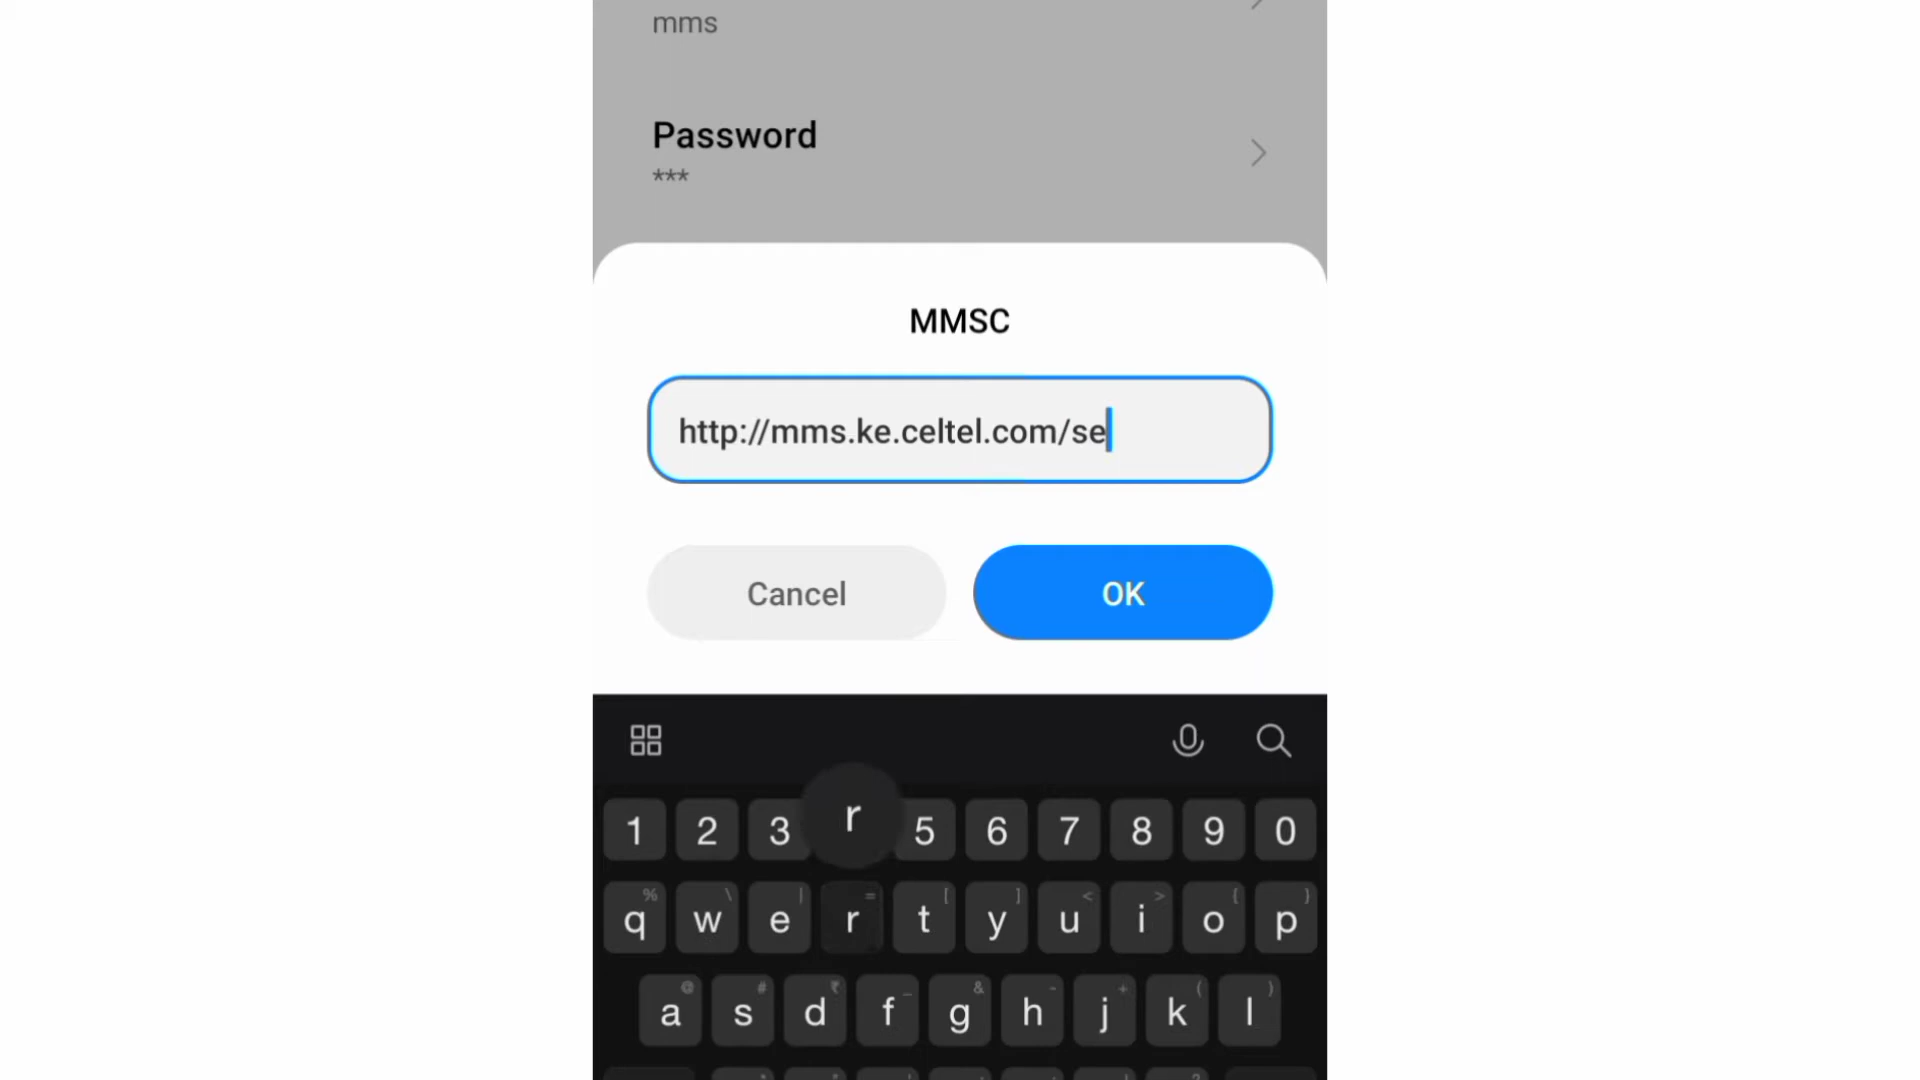 mms
Password
***
MMSC
http://mms.ke.celtel.com/se
Cancel
OK
r
1 2 3 5 6 7 8 9 0
% \ | = [ ] < > { }
q w e r t y u i o p
@ # ₹ _ & - + ( )
a s d f g h j k l